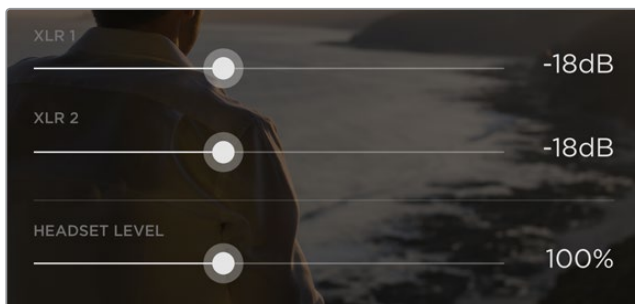 XLR 1
-18dB
XLR 2
-18dB
HEADSET LEVEL
100%